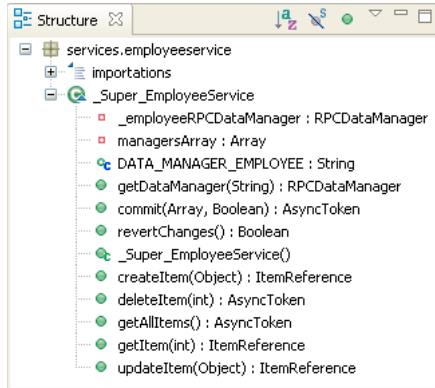 Structure
services.employeeservice
importations
_Super_EmployeeService
_employeeRPCDataManager : RPCDataManager
managersArray : Array
DATA_MANAGER_EMPLOYEE : String
getDataManager(String) : RPCDataManager
commit(Array, Boolean) : AsyncToken
revertChanges() : Boolean
_Super_EmployeeService()
createItem(Object) : ItemReference
deleteItem(int) : AsyncToken
getAllItems() : AsyncToken
getItem(int) : ItemReference
updateItem(Object) : ItemReference